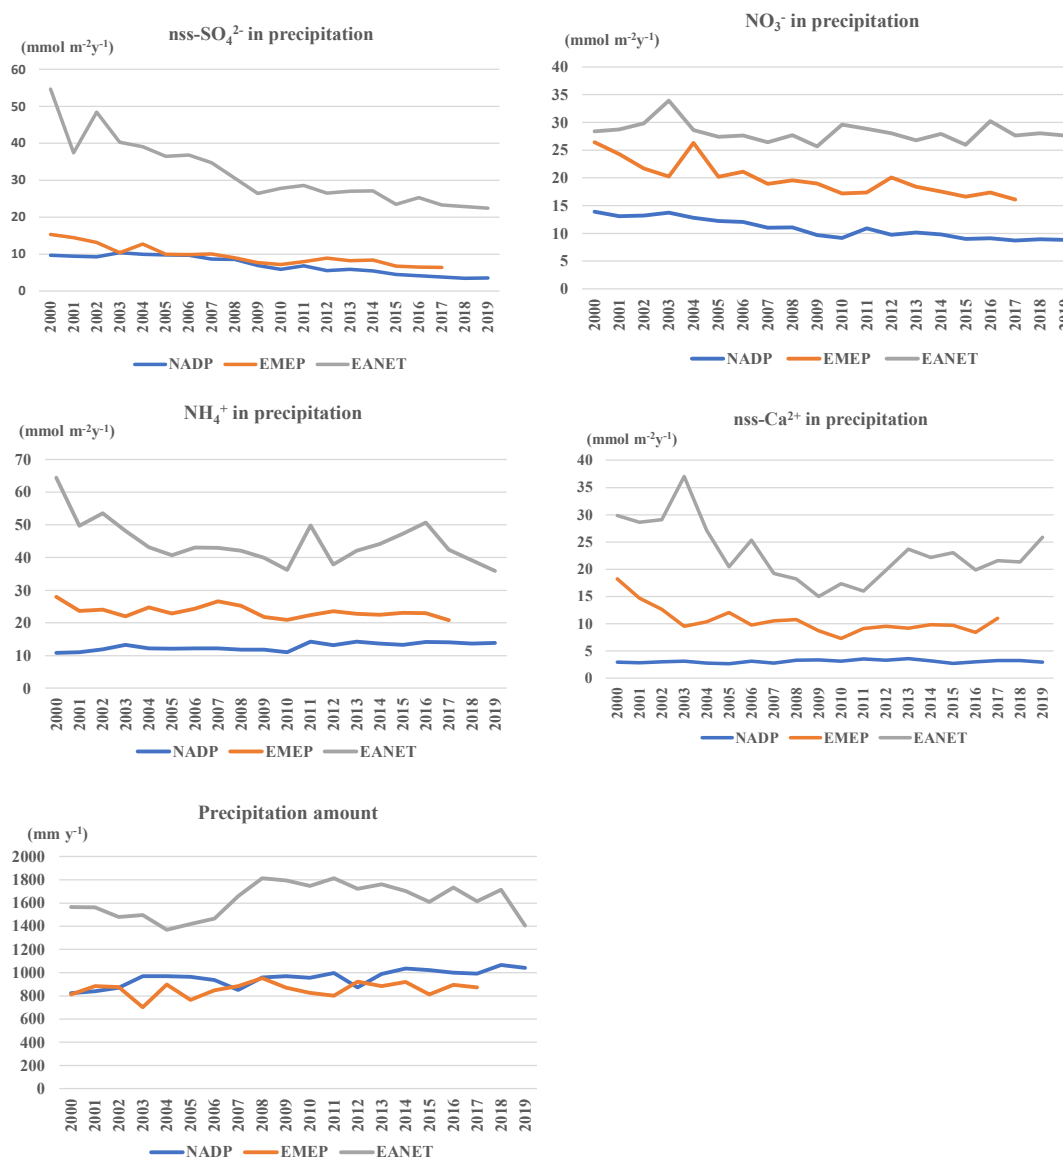 nss-SO₄²⁻ in precipitation
(mmol m⁻²y⁻¹)
60
50
40
30
20
10
0
2000 2001 2002 2003 2004 2005 2006 2007 2008 2009 2010 2011 2012 2013 2014 2015 2016 2017 2018 2019
NADP EMEP EANET
NO₃⁻ in precipitation
(mmol m⁻²y⁻¹)
40
35
30
25
20
15
10
5
0
2000 2001 2002 2003 2004 2005 2006 2007 2008 2009 2010 2011 2012 2013 2014 2015 2016 2017 2018 2019
NADP EMEP EANET
NH₄⁺ in precipitation
(mmol m⁻²y⁻¹)
70
60
50
40
30
20
10
0
2000 2001 2002 2003 2004 2005 2006 2007 2008 2009 2010 2011 2012 2013 2014 2015 2016 2017 2018 2019
NADP EMEP EANET
nss-Ca²⁺ in precipitation
(mmol m⁻²y⁻¹)
40
35
30
25
20
15
10
5
0
2000 2001 2002 2003 2004 2005 2006 2007 2008 2009 2010 2011 2012 2013 2014 2015 2016 2017 2018 2019
NADP EMEP EANET
Precipitation amount
(mm y⁻¹)
2000
1800
1600
1400
1200
1000
800
600
400
200
0
2000 2001 2002 2003 2004 2005 2006 2007 2008 2009 2010 2011 2012 2013 2014 2015 2016 2017 2018 2019
NADP EMEP EANET